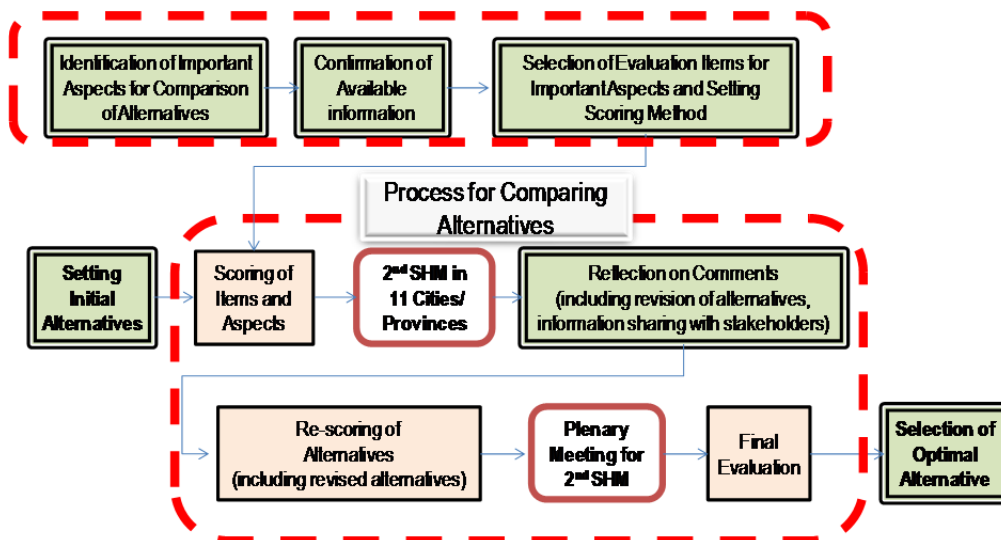 Identification of Important
Aspects for Comparison
of Alternatives
Confirmation of
Available
information
Selection of Evaluation Items for
Important Aspects and Setting
Scoring Method
Process for Comparing
Alternatives
Setting
Initial
Alternatives
Scoring of
Items and
Aspects
2nd SHM in
11 Cities/
Provinces
Reflection on Comments
(including revision of alternatives,
information sharing with stakeholders)
Re-scoring of
Alternatives
(including revised alternatives)
Plenary
Meeting for
2nd SHM
Final
Evaluation
Selection of
Optimal
Alternative